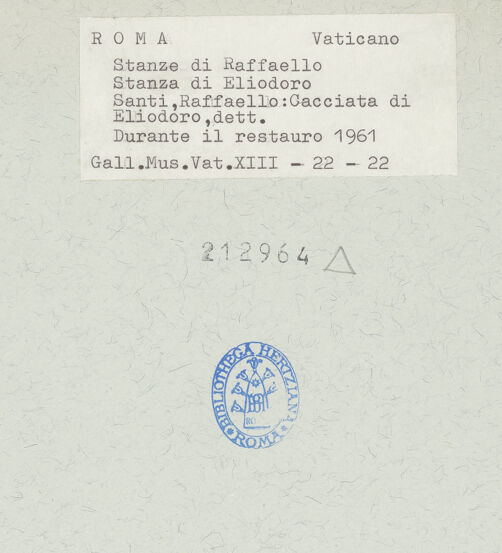 R O M A Vaticano
Stanze di Raffaello
Stanza di Eliodoro
Santi,Raffaello:Cacciata di
Eliodoro,dett.
Durante il restauro 1961
Gall.Mus.Vat.XIII - 22 - 22
212964
BIBLIOTHECA HERTZIANA
ROMA
RO